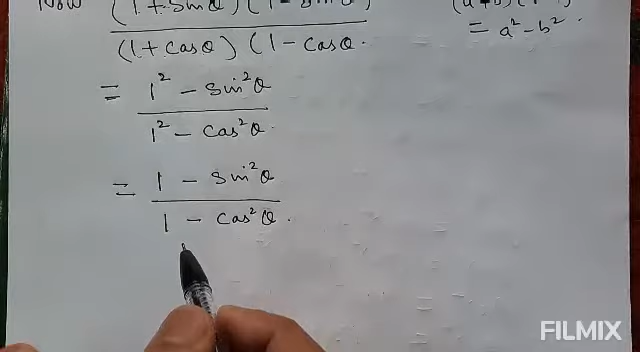 Now (1 + sinθ) (1 - sinθ)
(1 + cosθ) (1 - cosθ.
= a² - b².
= 1² - sin²θ
1² - cos²θ.
= 1 - sin²θ
1 - cos²θ.
FILMIX